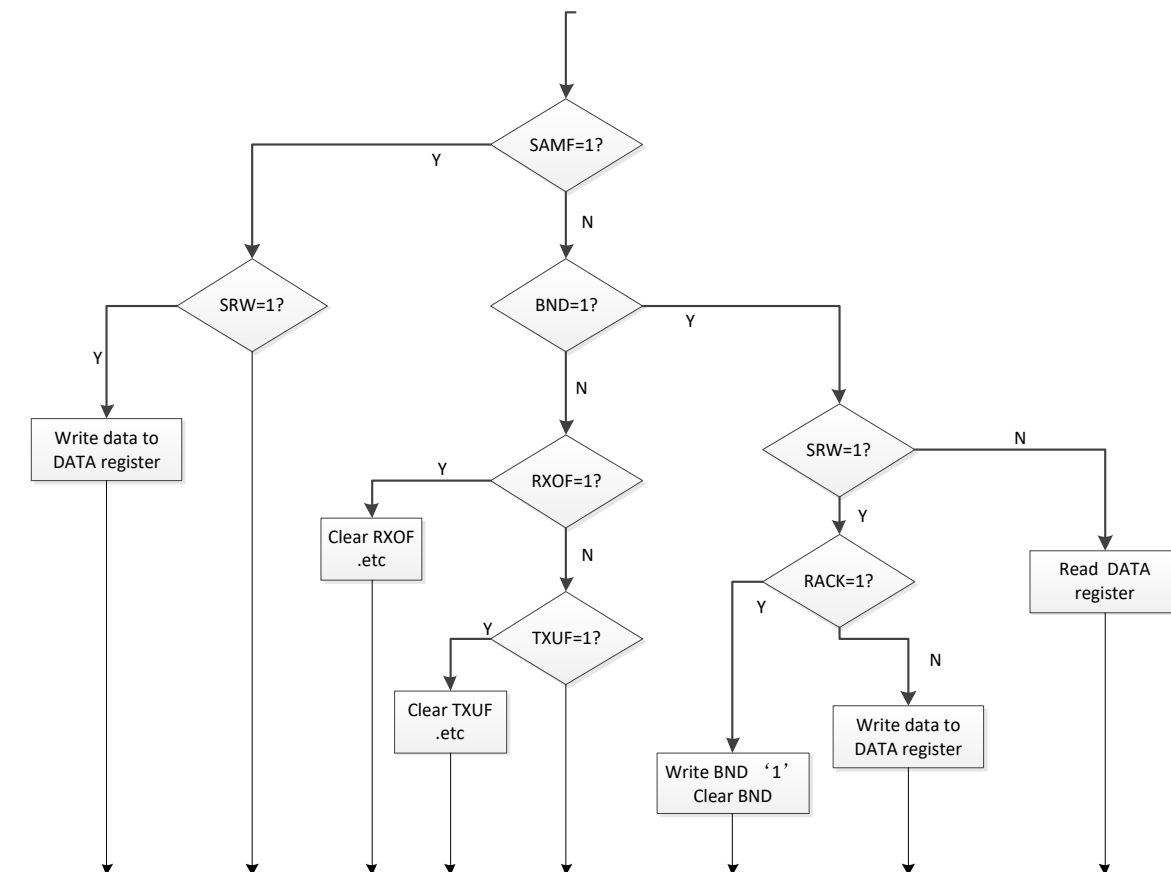 SAMF=1?
Y
N
SRW=1?
BND=1?
Y
Y
N
Write data to
DATA register
SRW=1?
N
Y
RXOF=1?
Y
Clear RXOF
.etc
N
RACK=1?
Y
Read DATA
register
TXUF=1?
Y
N
Clear TXUF
.etc
Write data to
DATA register
Write BND ‘1’
Clear BND